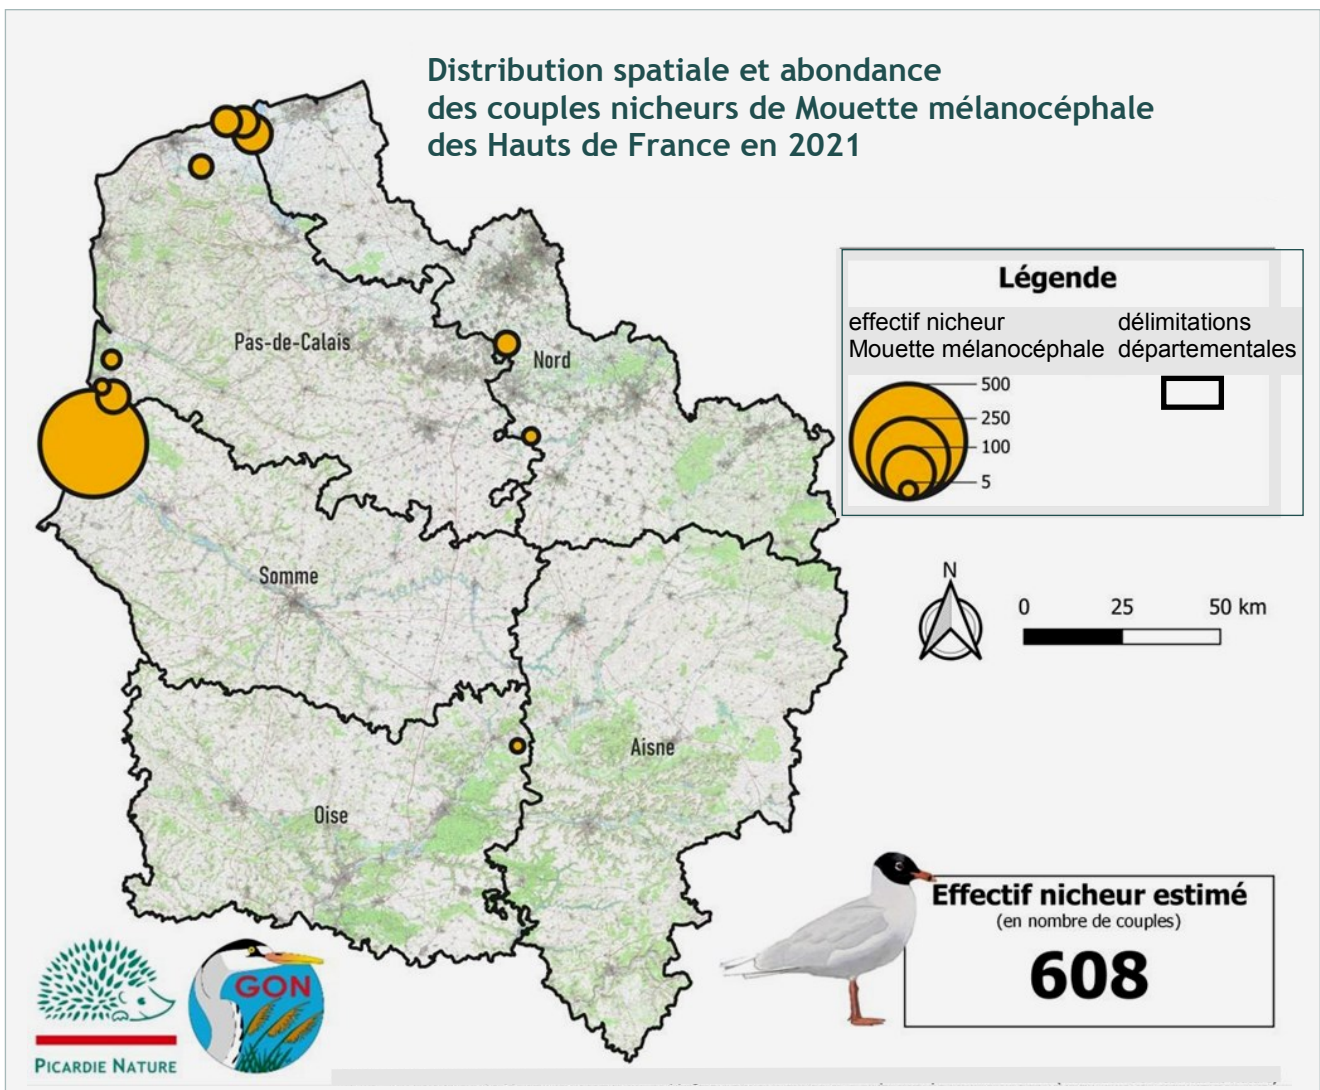 Distribution spatiale et abondance
des couples nicheurs de Mouette mélanocéphale
des Hauts de France en 2021
Légende
effectif nicheur
Mouette mélanocéphale
délimitations
départementales
500
250
100
5
Pas-de-Calais
Nord
Somme
Aisne
Oise
N
0 25 50 km
Effectif nicheur estimé
(en nombre de couples)
608
PICARDIE NATURE
GON